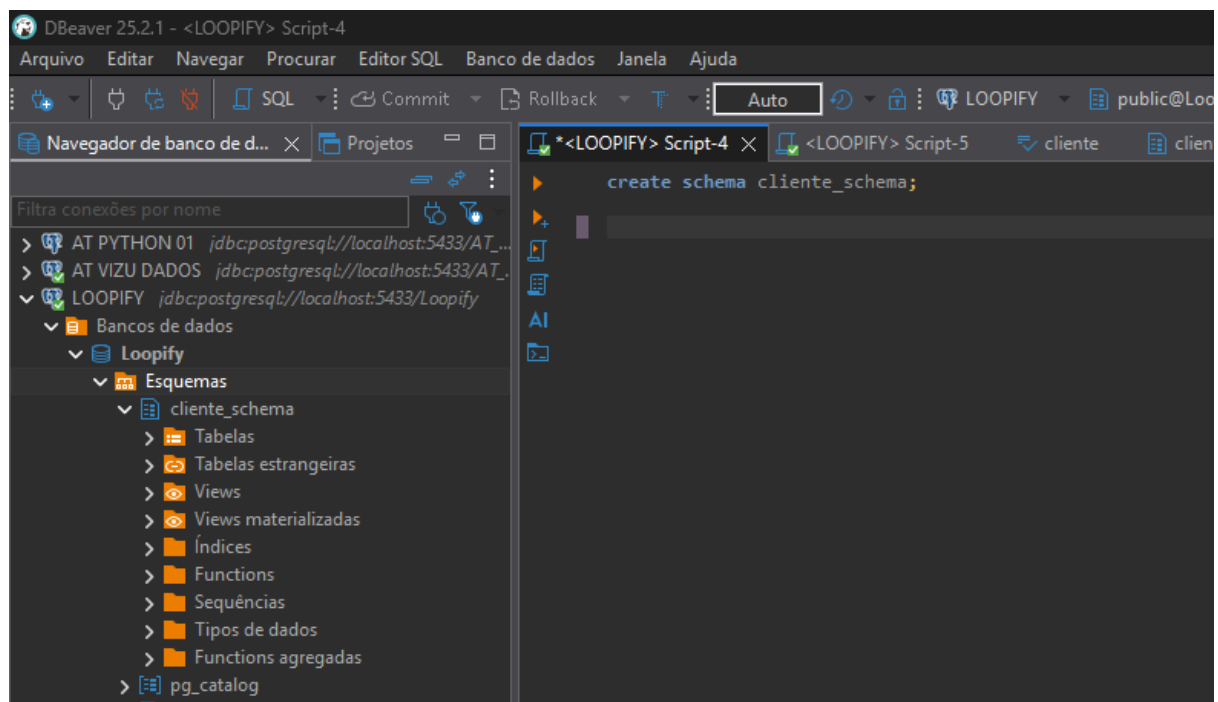 DBeaver 25.2.1 - <LOOPIFY> Script-4
Arquivo Editar Navegar Procurar Editor SQL Banco de dados Janela Ajuda
SQL Commit Rollback Auto LOOPIFY public@Loo
Navegador de banco de d... Projetos
*<LOOPIFY> Script-4 <LOOPIFY> Script-5 cliente clien
Filtra conexões por nome
AT PYTHON 01 jdbc:postgresql://localhost:5433/AT_...
AT VIZU DADOS jdbc:postgresql://localhost:5433/AT_.
LOOPIFY jdbc:postgresql://localhost:5433/Loopify
Bancos de dados
Loopify
Esquemas
cliente_schema
Tabelas
Tabelas estrangeiras
Views
Views materializadas
Índices
Functions
Sequências
Tipos de dados
Functions agregadas
pg_catalog
create schema cliente_schema;
AI